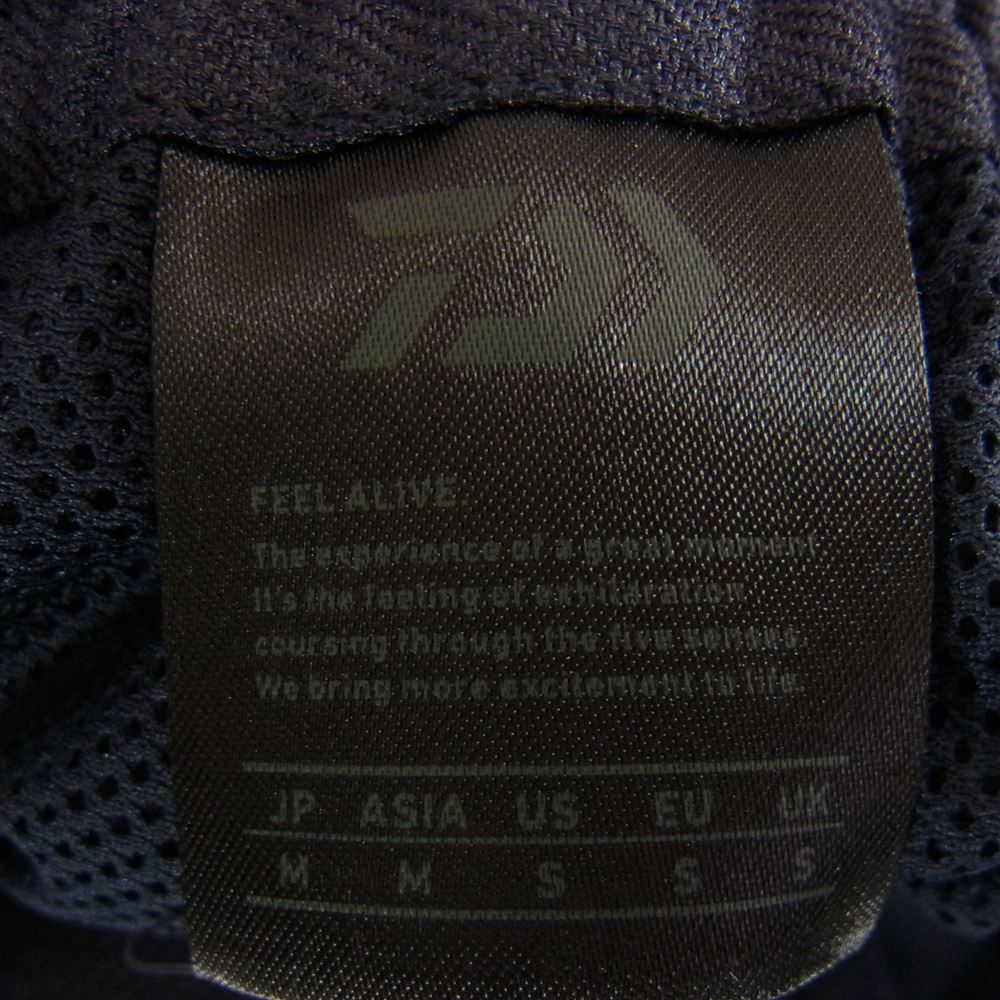 FEEL ALIVE.
The experience of a great moment
It's the feeling of exhilaration
coursing through the five senses.
We bring more excitement to life.
JP ASIA US EU UK
M M S S S